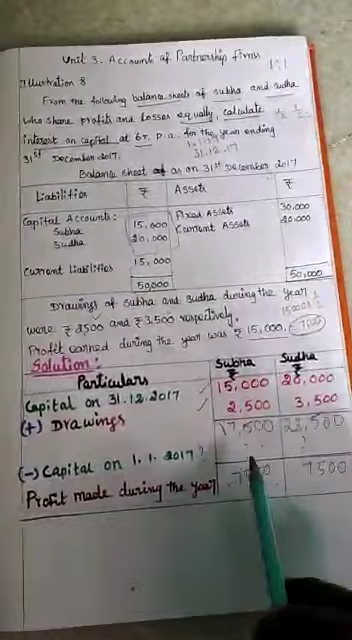 Unit 3. Accounts of Partnership firms
Illustration 8
From the following balance sheets of Subha and Sudha
who share profits and losses equally, calculate
interest on capital at 6% p.a. for the year ending
31st December 2017.
31.12.17
Balance sheet as on 31st December 2017
Liabilities ₹ Assets ₹
Capital Accounts: Fixed Assets 30,000
Subha 15,000 Current Assets 20,000
Sudha 20,000
Current Liabilities 15,000
50,000 50,000
Drawings of Subha and Sudha during the year
were ₹ 2,500 and ₹ 3,500 respectively.
Profit earned during the year was ₹ 15,000.
Solution:
Particulars Subha ₹ Sudha ₹
Capital on 31.12.2017 15,000 20,000
(+) Drawings 2,500 3,500
17,500 23,500
(-) Capital on 1.1.2017? ? ?
Profit made during the year 7500 7500